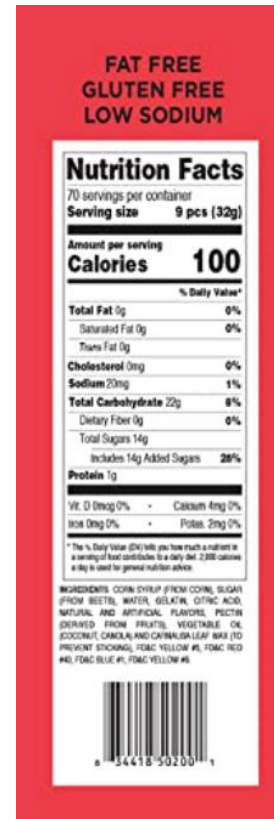 FAT FREE
GLUTEN FREE
LOW SODIUM
Nutrition Facts
70 servings per container
Serving size 9 pcs (32g)
Amount per serving
Calories 100
% Daily Value*
Total Fat 0g 0%
Saturated Fat 0g 0%
Trans Fat 0g
Cholesterol 0mg 0%
Sodium 20mg 1%
Total Carbohydrate 22g 8%
Dietary Fiber 0g 0%
Total Sugars 14g
Includes 14g Added Sugars 28%
Protein 1g
Vit. D 0mcg 0% • Calcium 4mg 0%
Iron 0mg 0% • Potas. 2mg 0%
* The % Daily Value (DV) tells you how much a nutrient in
a serving of food contributes to a daily diet. 2,000 calories
a day is used for general nutrition advice.
INGREDIENTS: CORN SYRUP (FROM CORN), SUGAR
(FROM BEETS), WATER, GELATIN, CITRIC ACID,
NATURAL AND ARTIFICIAL FLAVORS, PECTIN
(DERIVED FROM FRUITS), VEGETABLE OIL
(COCONUT, CANOLA) AND CARNAUBA LEAF WAX (TO
PREVENT STICKING), FD&C YELLOW #5, FD&C RED
#40, FD&C BLUE #1, FD&C YELLOW #6.
6 34418 50200 1